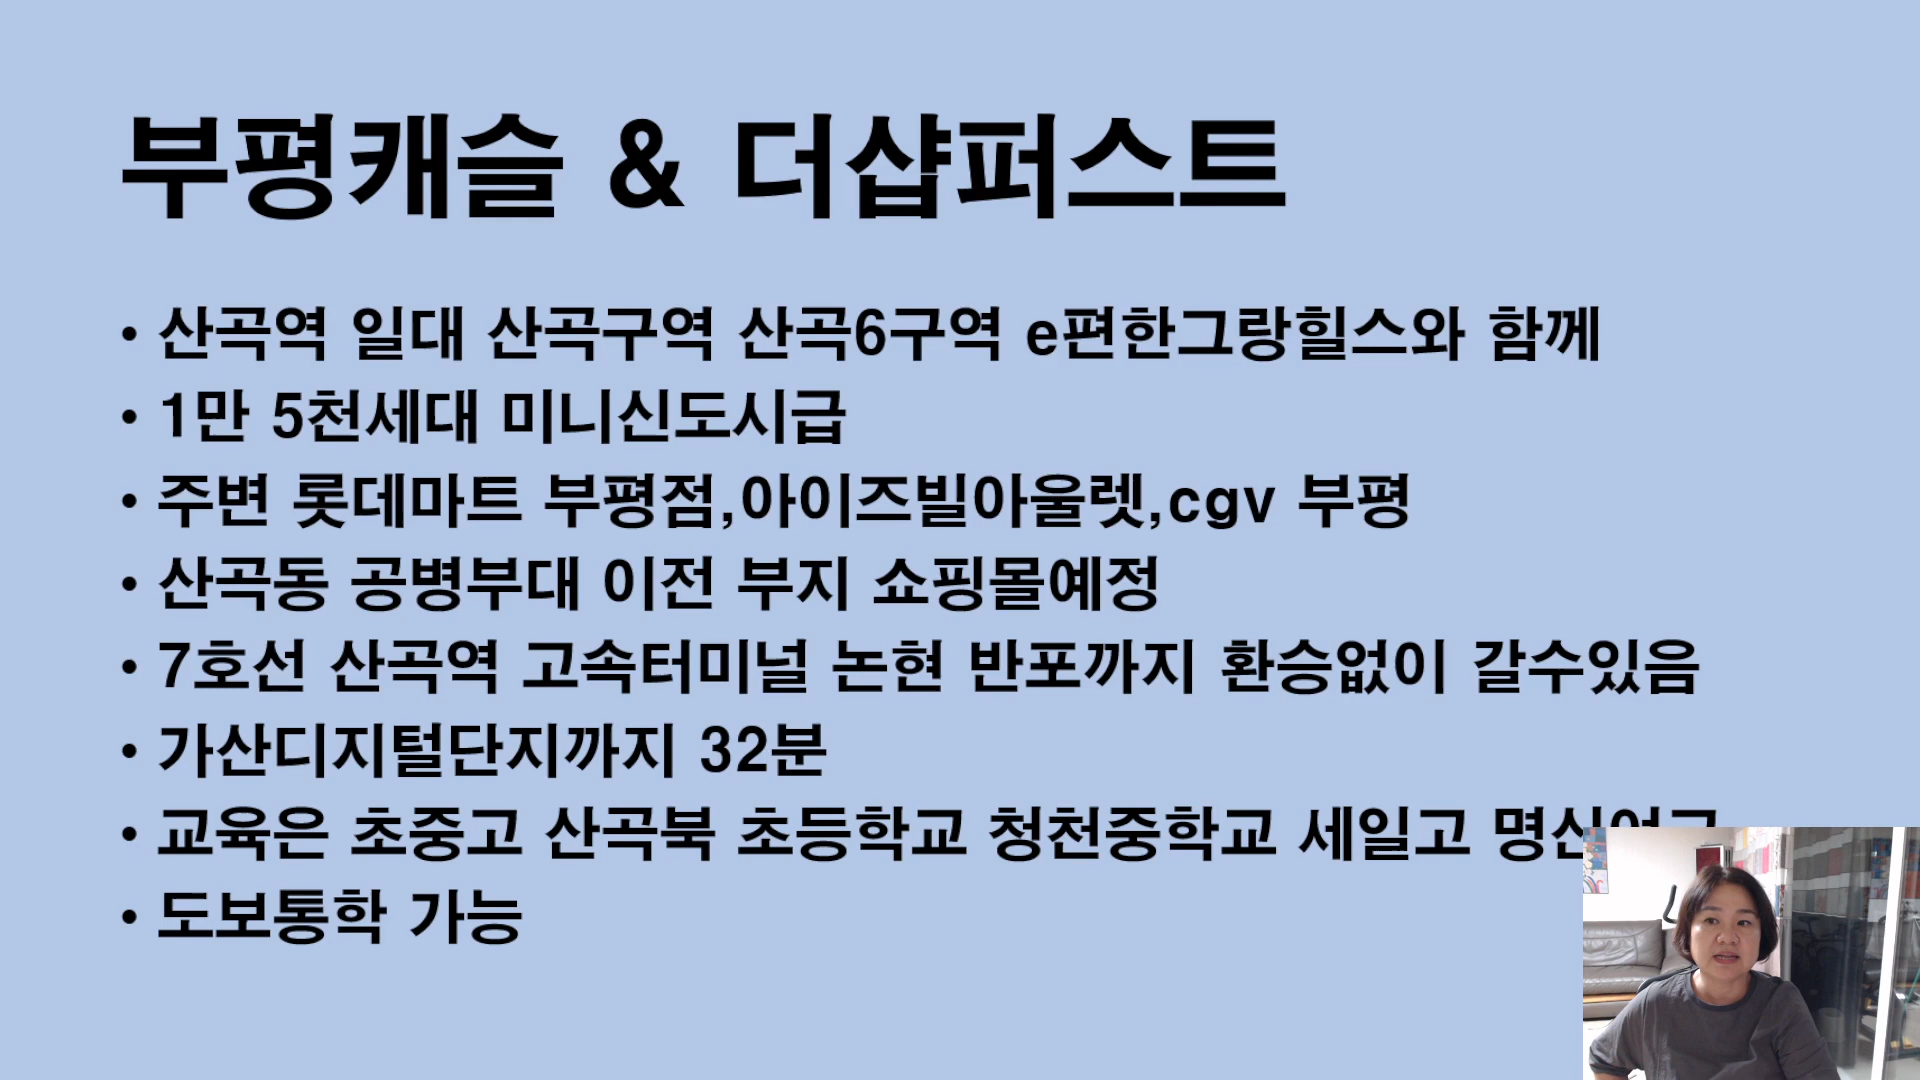 부평캐슬 & 더샵퍼스트
• 산곡역 일대 산곡구역 산곡6구역 e편한그랑힐스와 함께
• 1만 5천세대 미니신도시급
• 주변 롯데마트 부평점,아이즈빌아울렛,cgv 부평
• 산곡동 공병부대 이전 부지 쇼핑몰예정
• 7호선 산곡역 고속터미널 논현 반포까지 환승없이 갈수있음
• 가산디지털단지까지 32분
• 교육은 초중고 산곡북 초등학교 청천중학교 세일고
• 도보통학 가능